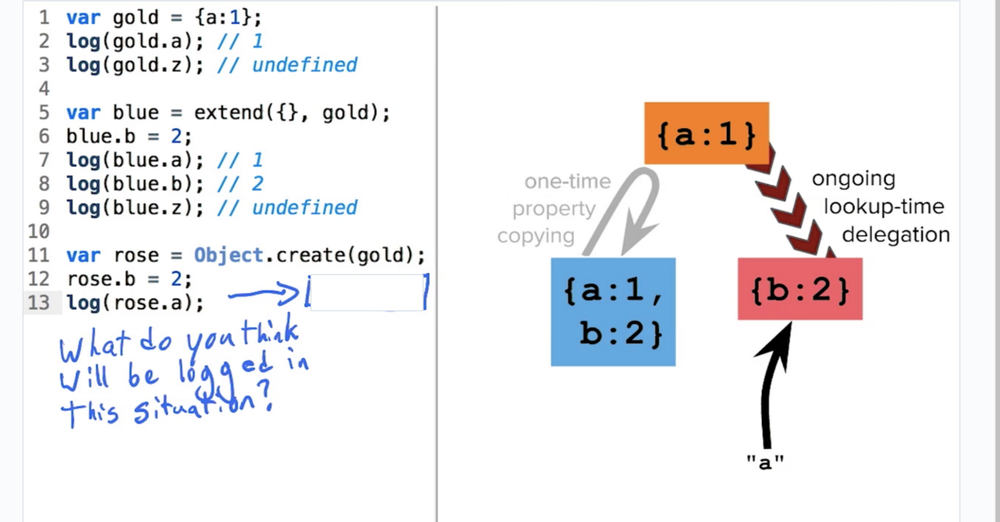 1 var gold = {a:1};
2 log(gold.a); // 1
3 log(gold.z); // undefined
4
5 var blue = extend({}, gold);
6 blue.b = 2;
7 log(blue.a); // 1
8 log(blue.b); // 2
9 log(blue.z); // undefined
10
11 var rose = Object.create(gold);
12 rose.b = 2;
13 log(rose.a);
What do you think
will be logged in
this situation?
{a:1}
one-time
property
copying
ongoing
lookup-time
delegation
{a:1,
b:2}
{b:2}
"a"